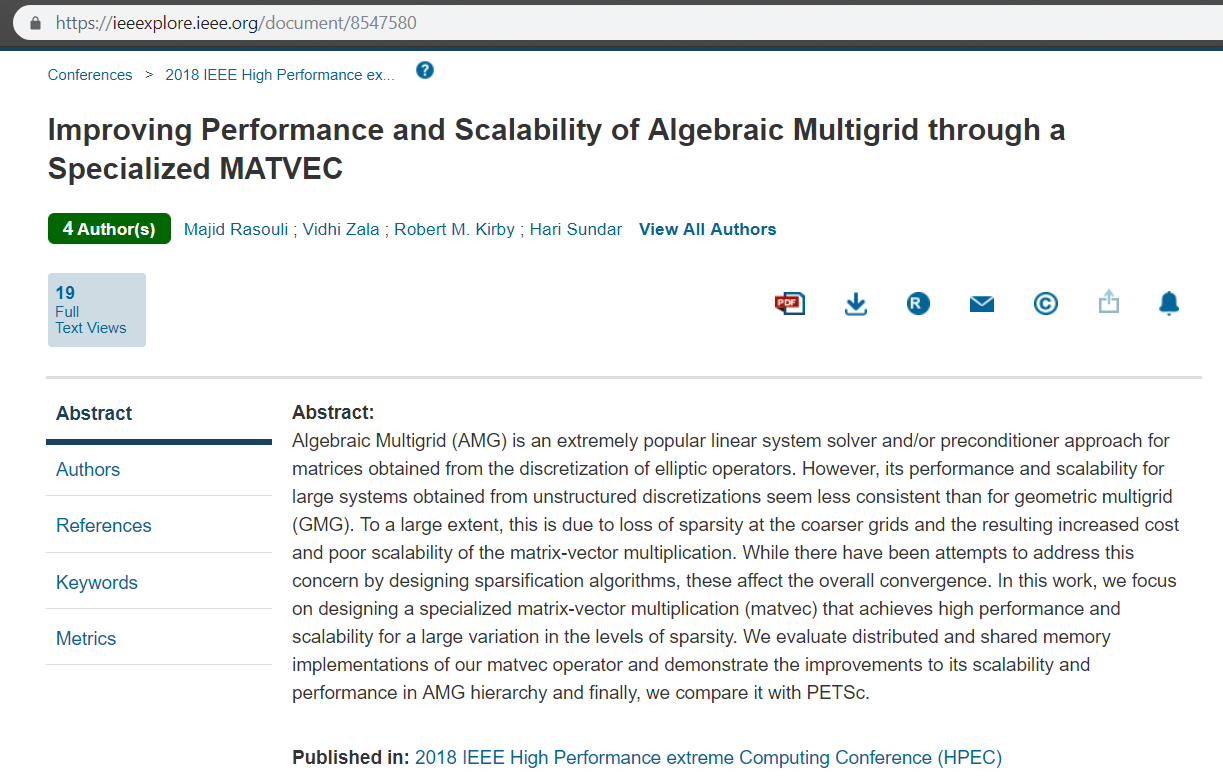 https://ieeexplore.ieee.org/document/8547580
Conferences > 2018 IEEE High Performance ex... ?
Improving Performance and Scalability of Algebraic Multigrid through a
Specialized MATVEC
4 Author(s) Majid Rasouli ; Vidhi Zala ; Robert M. Kirby ; Hari Sundar View All Authors
19
Full
Text Views
PDF R ©
Abstract
Authors
References
Keywords
Metrics
Abstract:
Algebraic Multigrid (AMG) is an extremely popular linear system solver and/or preconditioner approach for
matrices obtained from the discretization of elliptic operators. However, its performance and scalability for
large systems obtained from unstructured discretizations seem less consistent than for geometric multigrid
(GMG). To a large extent, this is due to loss of sparsity at the coarser grids and the resulting increased cost
and poor scalability of the matrix-vector multiplication. While there have been attempts to address this
concern by designing sparsification algorithms, these affect the overall convergence. In this work, we focus
on designing a specialized matrix-vector multiplication (matvec) that achieves high performance and
scalability for a large variation in the levels of sparsity. We evaluate distributed and shared memory
implementations of our matvec operator and demonstrate the improvements to its scalability and
performance in AMG hierarchy and finally, we compare it with PETSc.
Published in: 2018 IEEE High Performance extreme Computing Conference (HPEC)